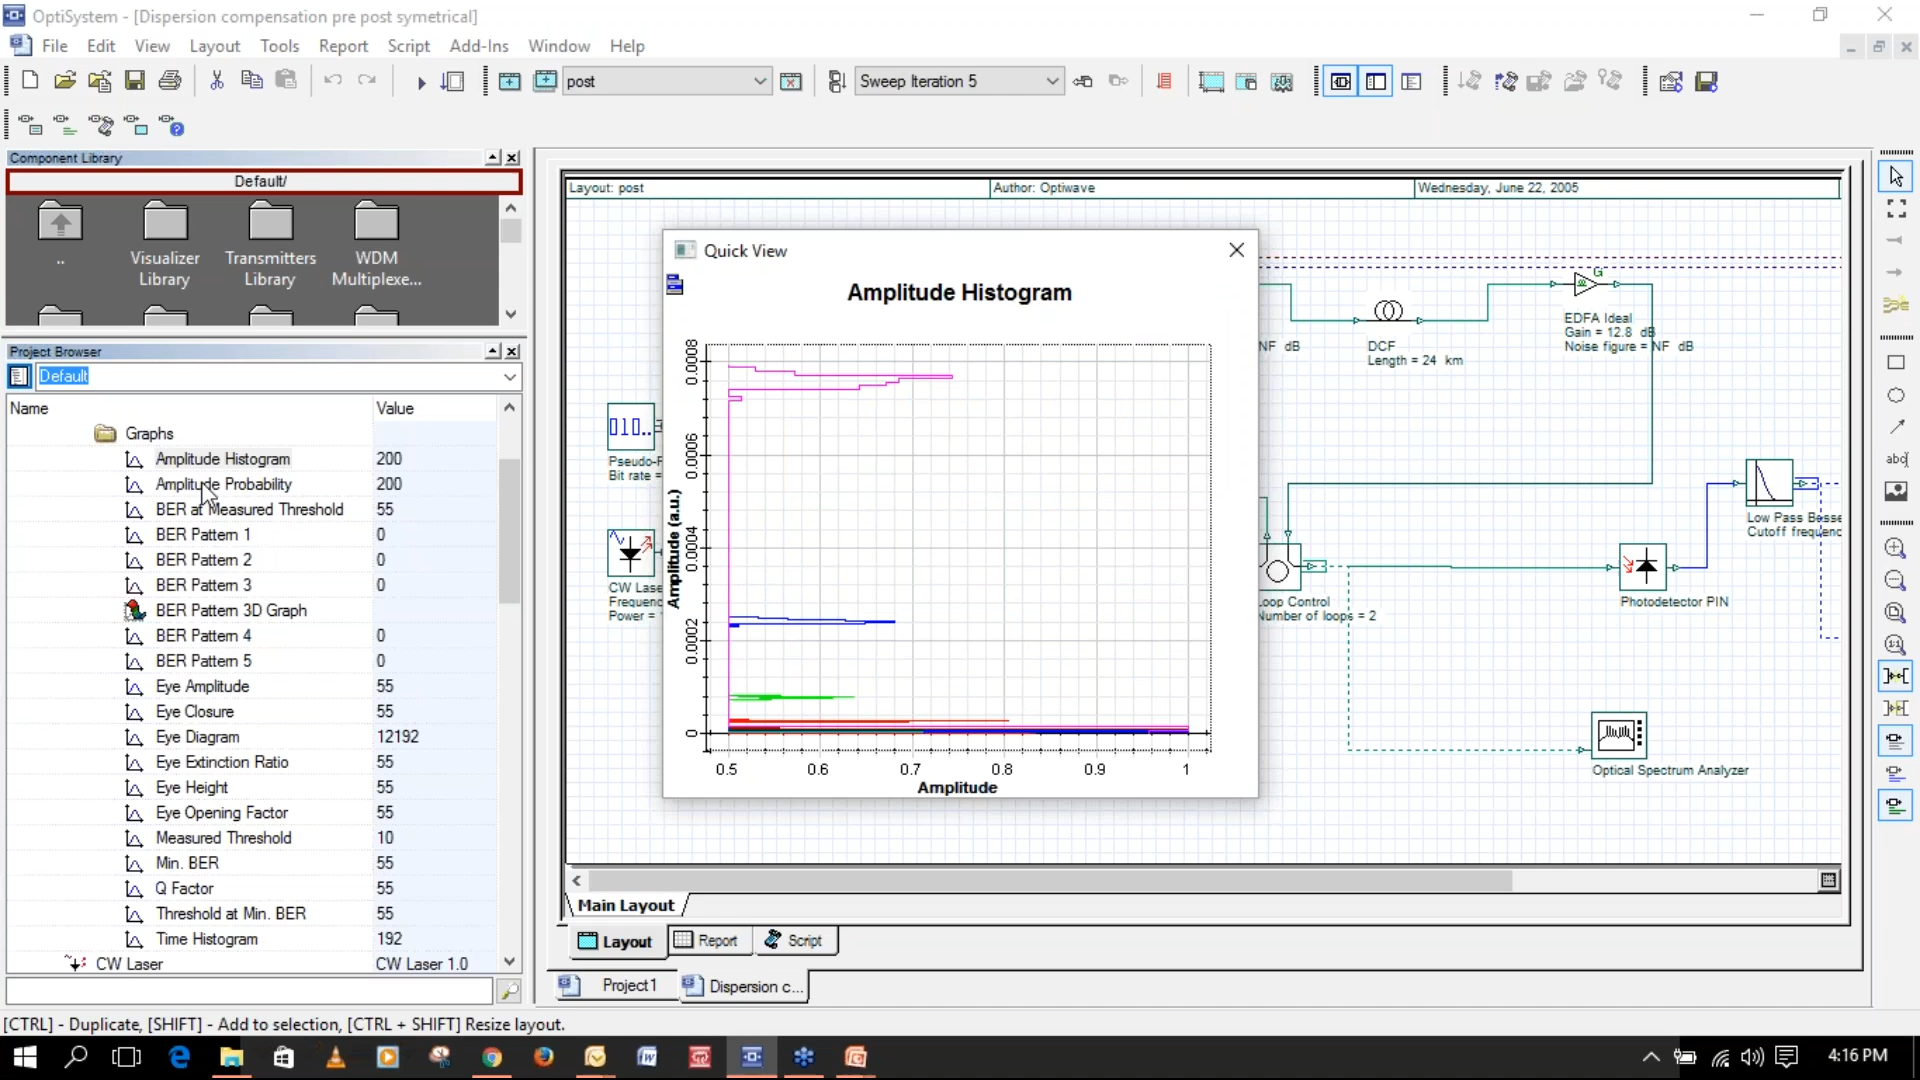 OptiSystem - [Dispersion compensation pre post symetrical]
File Edit View Layout Tools Report Script Add-Ins Window Help
post
Sweep Iteration 5
Component Library
Default/
..
Visualizer Library
Transmitters Library
WDM Multiplexe...
Project Browser
Default
Name Value
Graphs
Amplitude Histogram 200
Amplitude Probability 200
BER at Measured Threshold 55
BER Pattern 1 0
BER Pattern 2 0
BER Pattern 3 0
BER Pattern 3D Graph
BER Pattern 4 0
BER Pattern 5 0
Eye Amplitude 55
Eye Closure 55
Eye Diagram 12192
Eye Extinction Ratio 55
Eye Height 55
Eye Opening Factor 55
Measured Threshold 10
Min. BER 55
Q Factor 55
Threshold at Min. BER 55
Time Histogram 192
CW Laser CW Laser 1.0
Layout: post
Author: Optiwave
Wednesday, June 22, 2005
Quick View
Amplitude Histogram
Amplitude (a.u.)
0.0008
0.0006
0.0004
0.0002
0
0.5 0.6 0.7 0.8 0.9 1
Amplitude
010..
Pseudo-
Bit rate =
CW Lase
Frequenc
Power =
NF dB
DCF
Length = 24 km
G
EDFA Ideal
Gain = 12.8 dB
Noise figure = NF dB
Loop Control
Number of loops = 2
Photodetector PIN
Low Pass Besse
Cutoff frequenc
Optical Spectrum Analyzer
abc
1:1
Main Layout
Layout Report Script
Project1 Dispersion c...
[CTRL] - Duplicate, [SHIFT] - Add to selection, [CTRL + SHIFT] Resize layout.
4:16 PM